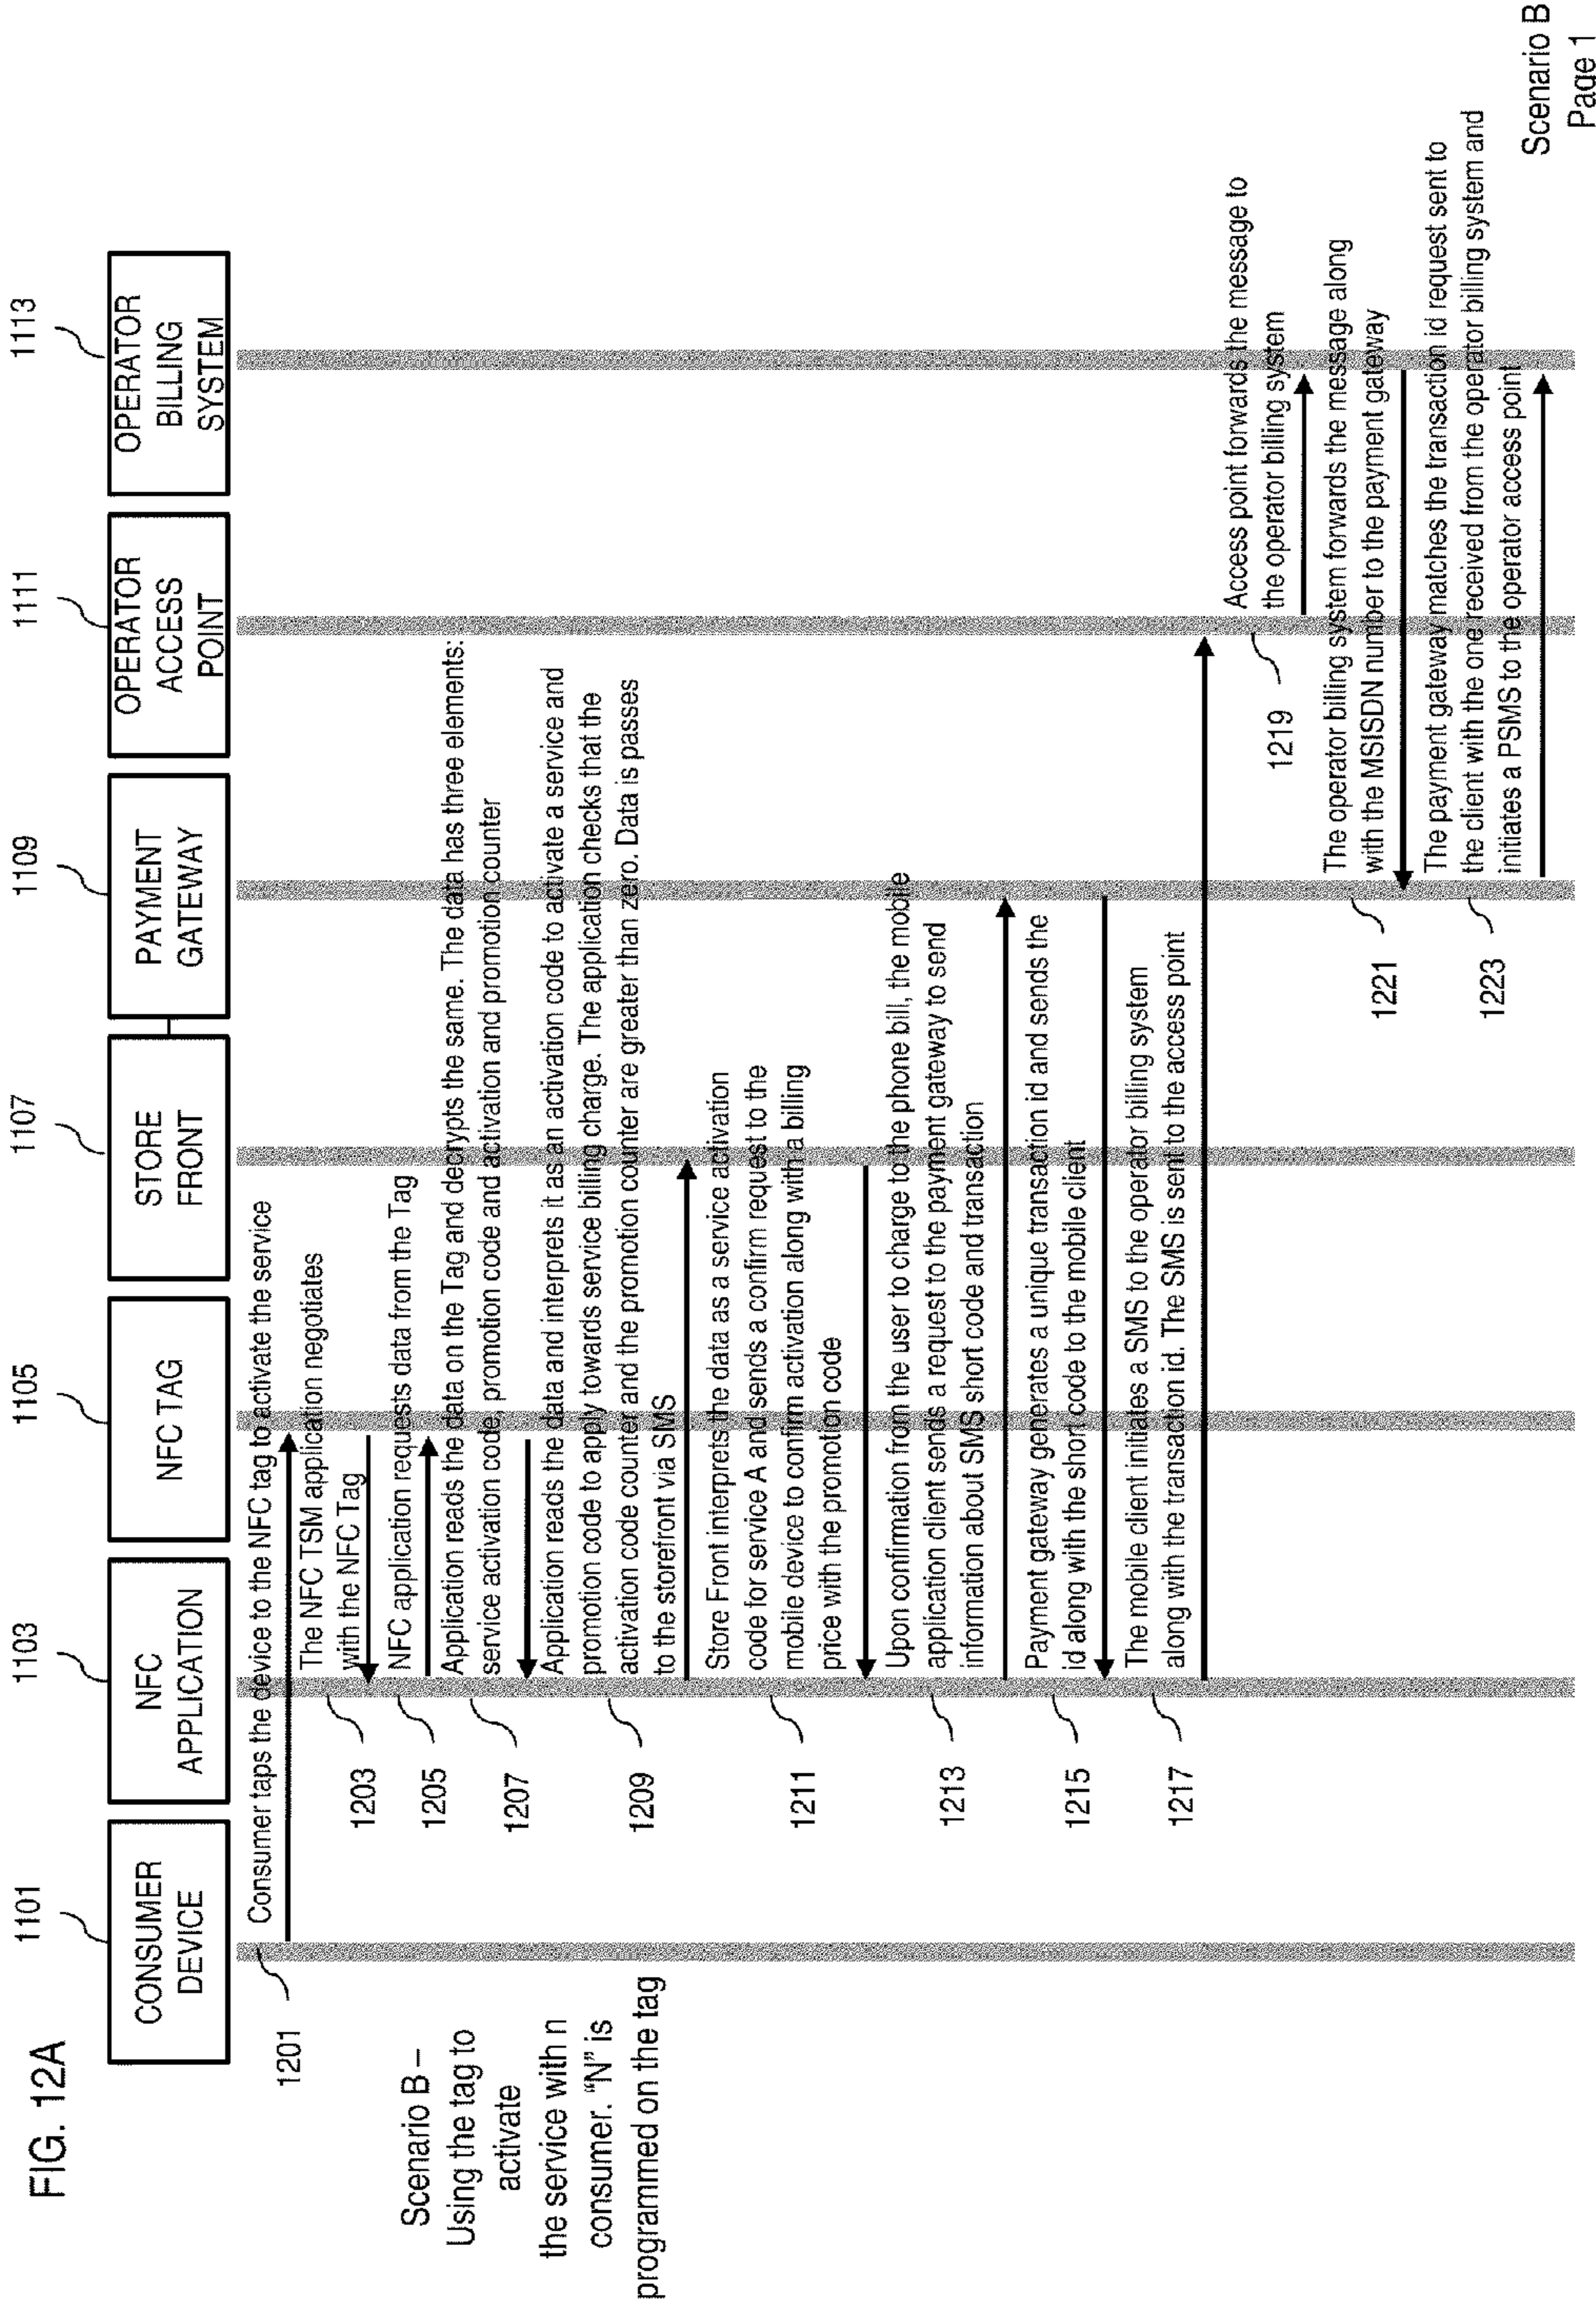 FIG. 12A
1101
1103
1105
1107
1109
1111
1113
CONSUMER
DEVICE
NFC
APPLICATION
NFC TAG
STORE
FRONT
PAYMENT
GATEWAY
OPERATOR
ACCESS
POINT
OPERATOR
BILLING
SYSTEM
Scenario B –
Using the tag to
activate
the service with n
consumer. “N” is
programmed on the tag
1201
Consumer taps the device to the NFC tag to activate the service
1203
The NFC TSM application negotiates
with the NFC Tag
1205
NFC application requests data from the Tag
1207
Application reads the data on the Tag and decrypts the same. The data has three elements:
service activation code, promotion code and activation and promotion counter
1209
Application reads the data and interprets it as an activation code to activate a service and
promotion code to apply towards service billing charge. The application checks that the
activation code counter and the promotion counter are greater than zero. Data is passes
to the storefront via SMS
1211
Store Front interprets the data as a service activation
code for service A and sends a confirm request to the
mobile device to confirm activation along with a billing
price with the promotion code
1213
Upon confirmation from the user to charge to the phone bill, the mobile
application client sends a request to the payment gateway to send
information about SMS short code and transaction
1215
Payment gateway generates a unique transaction id and sends the
id along with the short code to the mobile client
1217
The mobile client initiates a SMS to the operator billing system
along with the transaction id. The SMS is sent to the access point
1219
Access point forwards the message to
the operator billing system
1221
The operator billing system forwards the message along
with the MSISDN number to the payment gateway
1223
The payment gateway matches the transaction id request sent to
the client with the one received from the operator billing system and
initiates a PSMS to the operator access point
Scenario B
Page 1